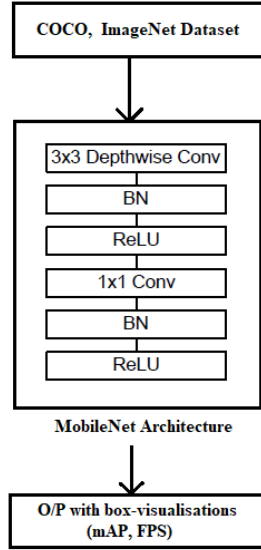 COCO, ImageNet Dataset
3x3 Depthwise Conv
BN
ReLU
1x1 Conv
BN
ReLU
MobileNet Architecture
O/P with box-visualisations
(mAP, FPS)